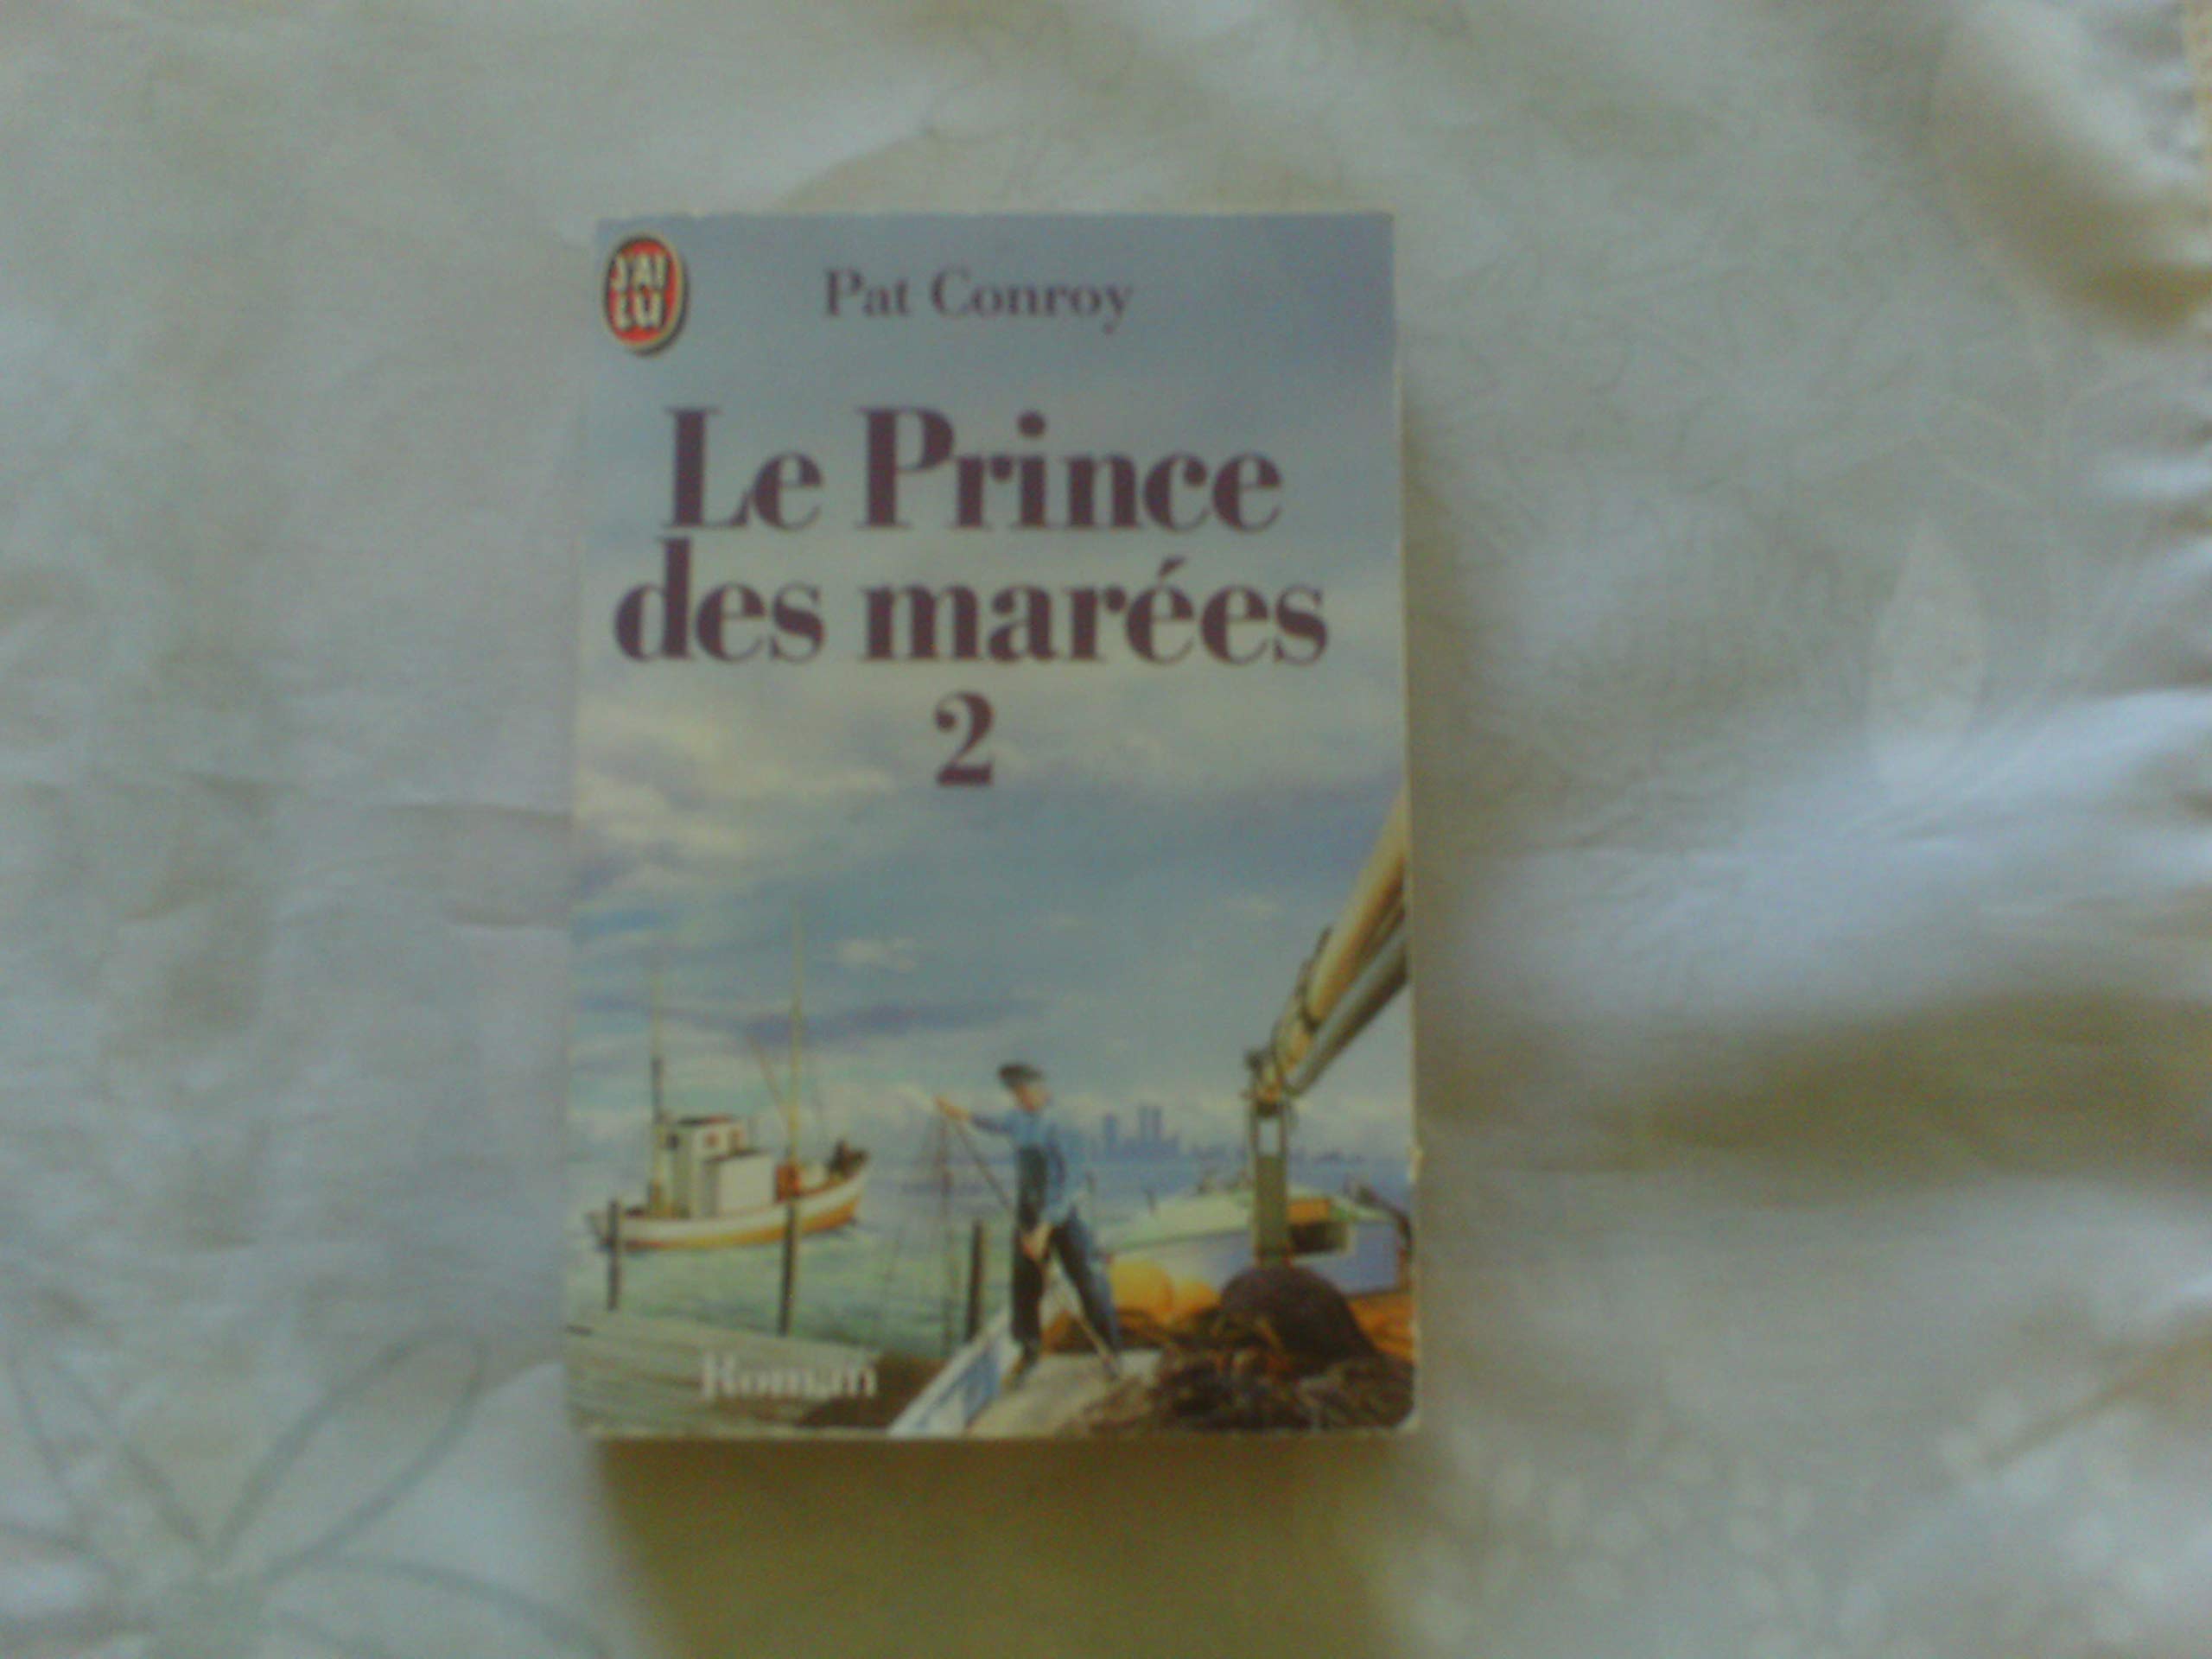 J'AI
LU
Pat Conroy
Le Prince
des marées
2
Roman